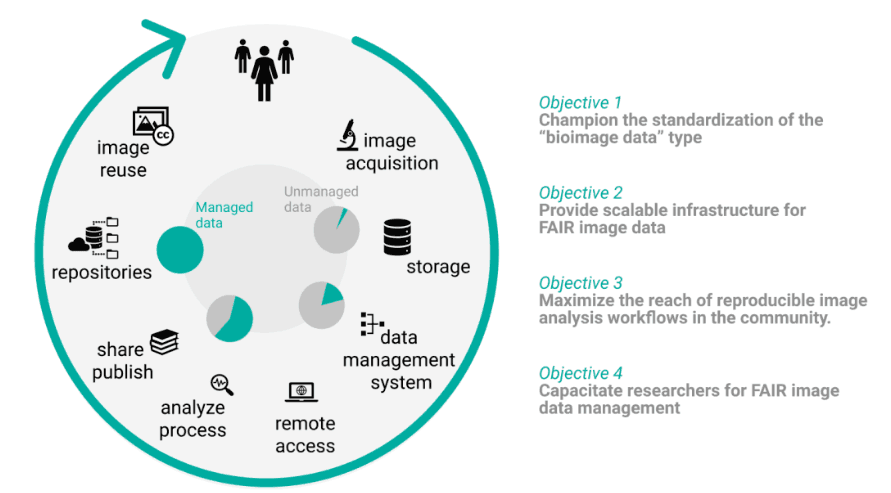 image
reuse
CC
image
acquisition
Managed
data
Unmanaged
data
repositories
storage
share
publish
data
management
system
analyze
process
remote
access
Objective 1
Champion the standardization of the
“bioimage data” type
Objective 2
Provide scalable infrastructure for
FAIR image data
Objective 3
Maximize the reach of reproducible image
analysis workflows in the community.
Objective 4
Capacitate researchers for FAIR image
data management